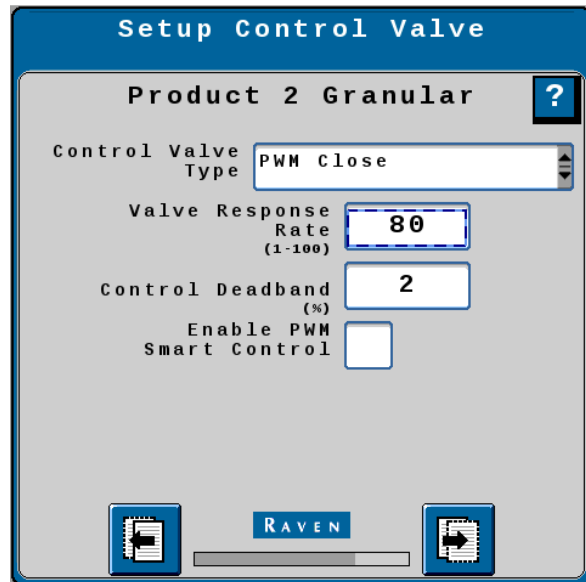 Setup Control Valve
Product 2 Granular
?
Control Valve
Type
PWM Close
Valve Response
Rate
(1-100)
80
Control Deadband
(%)
2
Enable PWM
Smart Control
RAVEN